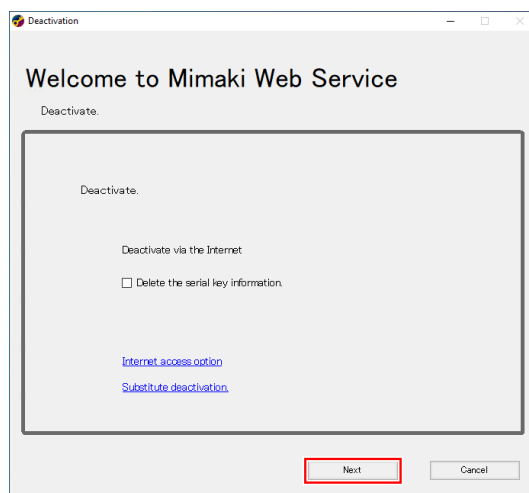 Deactivation
Welcome to Mimaki Web Service
Deactivate.
Deactivate.
Deactivate via the Internet
Delete the serial key information.
Internet access option
Substitute deactivation.
Next Cancel